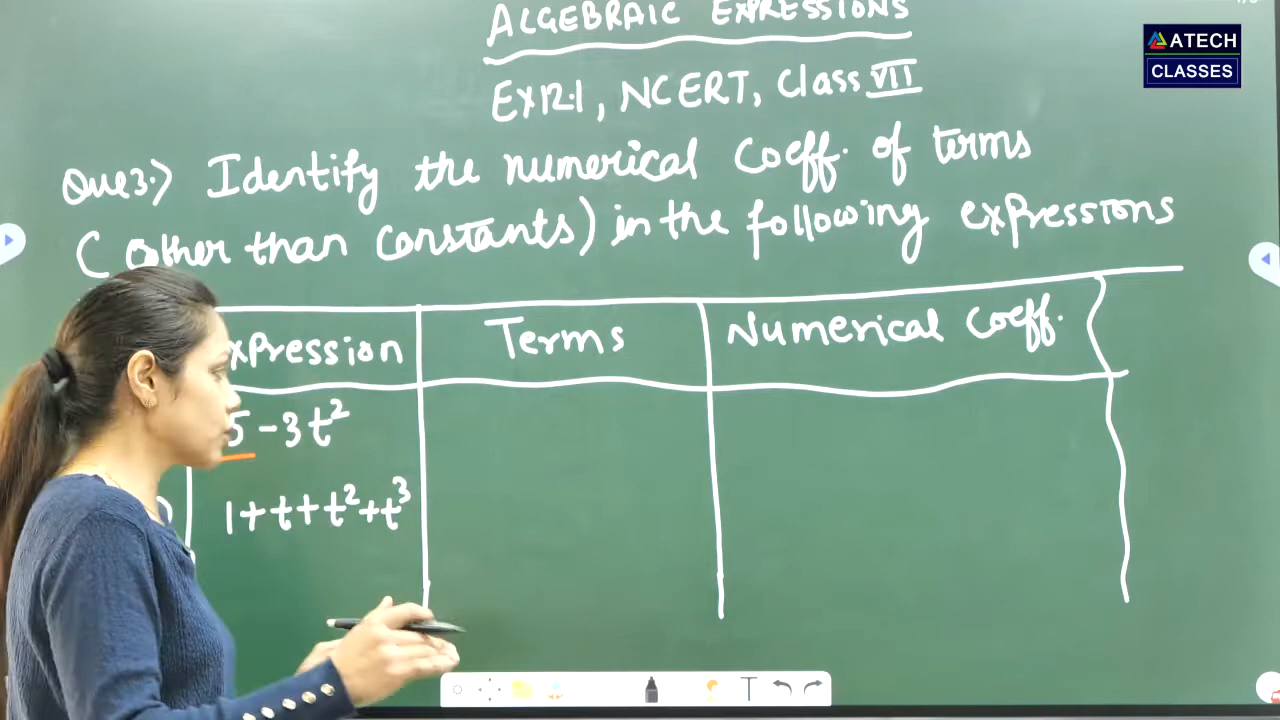 ALGEBRAIC EXPRESSIONS
ATECH
CLASSES
Ex12.1, NCERT, Class VII
Que3.) Identify the numerical Coeff. of terms
(other than constants) in the following expressions
xpression Terms Numerical Coeff.
5-3t²
1+t+t²+t³
T